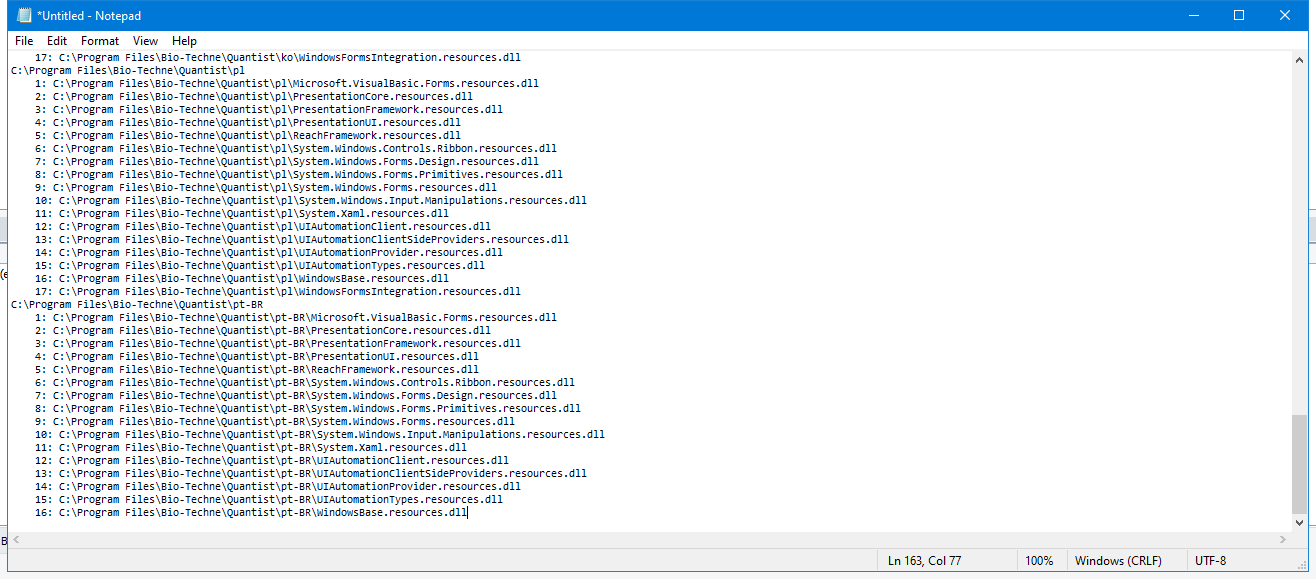 *Untitled - Notepad
File Edit Format View Help
17: C:\Program Files\Bio-Techne\Quantist\ko\WindowsFormsIntegration.resources.dll
C:\Program Files\Bio-Techne\Quantist\pl
1: C:\Program Files\Bio-Techne\Quantist\pl\Microsoft.VisualBasic.Forms.resources.dll
2: C:\Program Files\Bio-Techne\Quantist\pl\PresentationCore.resources.dll
3: C:\Program Files\Bio-Techne\Quantist\pl\PresentationFramework.resources.dll
4: C:\Program Files\Bio-Techne\Quantist\pl\PresentationUI.resources.dll
5: C:\Program Files\Bio-Techne\Quantist\pl\ReachFramework.resources.dll
6: C:\Program Files\Bio-Techne\Quantist\pl\System.Windows.Controls.Ribbon.resources.dll
7: C:\Program Files\Bio-Techne\Quantist\pl\System.Windows.Forms.Design.resources.dll
8: C:\Program Files\Bio-Techne\Quantist\pl\System.Windows.Forms.Primitives.resources.dll
9: C:\Program Files\Bio-Techne\Quantist\pl\System.Windows.Forms.resources.dll
10: C:\Program Files\Bio-Techne\Quantist\pl\System.Windows.Input.Manipulations.resources.dll
11: C:\Program Files\Bio-Techne\Quantist\pl\System.Xaml.resources.dll
12: C:\Program Files\Bio-Techne\Quantist\pl\UIAutomationClient.resources.dll
13: C:\Program Files\Bio-Techne\Quantist\pl\UIAutomationClientSideProviders.resources.dll
14: C:\Program Files\Bio-Techne\Quantist\pl\UIAutomationProvider.resources.dll
15: C:\Program Files\Bio-Techne\Quantist\pl\UIAutomationTypes.resources.dll
16: C:\Program Files\Bio-Techne\Quantist\pl\WindowsBase.resources.dll
17: C:\Program Files\Bio-Techne\Quantist\pl\WindowsFormsIntegration.resources.dll
C:\Program Files\Bio-Techne\Quantist\pt-BR
1: C:\Program Files\Bio-Techne\Quantist\pt-BR\Microsoft.VisualBasic.Forms.resources.dll
2: C:\Program Files\Bio-Techne\Quantist\pt-BR\PresentationCore.resources.dll
3: C:\Program Files\Bio-Techne\Quantist\pt-BR\PresentationFramework.resources.dll
4: C:\Program Files\Bio-Techne\Quantist\pt-BR\PresentationUI.resources.dll
5: C:\Program Files\Bio-Techne\Quantist\pt-BR\ReachFramework.resources.dll
6: C:\Program Files\Bio-Techne\Quantist\pt-BR\System.Windows.Controls.Ribbon.resources.dll
7: C:\Program Files\Bio-Techne\Quantist\pt-BR\System.Windows.Forms.Design.resources.dll
8: C:\Program Files\Bio-Techne\Quantist\pt-BR\System.Windows.Forms.Primitives.resources.dll
9: C:\Program Files\Bio-Techne\Quantist\pt-BR\System.Windows.Forms.resources.dll
10: C:\Program Files\Bio-Techne\Quantist\pt-BR\System.Windows.Input.Manipulations.resources.dll
11: C:\Program Files\Bio-Techne\Quantist\pt-BR\System.Xaml.resources.dll
12: C:\Program Files\Bio-Techne\Quantist\pt-BR\UIAutomationClient.resources.dll
13: C:\Program Files\Bio-Techne\Quantist\pt-BR\UIAutomationClientSideProviders.resources.dll
14: C:\Program Files\Bio-Techne\Quantist\pt-BR\UIAutomationProvider.resources.dll
15: C:\Program Files\Bio-Techne\Quantist\pt-BR\UIAutomationTypes.resources.dll
16: C:\Program Files\Bio-Techne\Quantist\pt-BR\WindowsBase.resources.dll
Ln 163, Col 77 100% Windows (CRLF) UTF-8